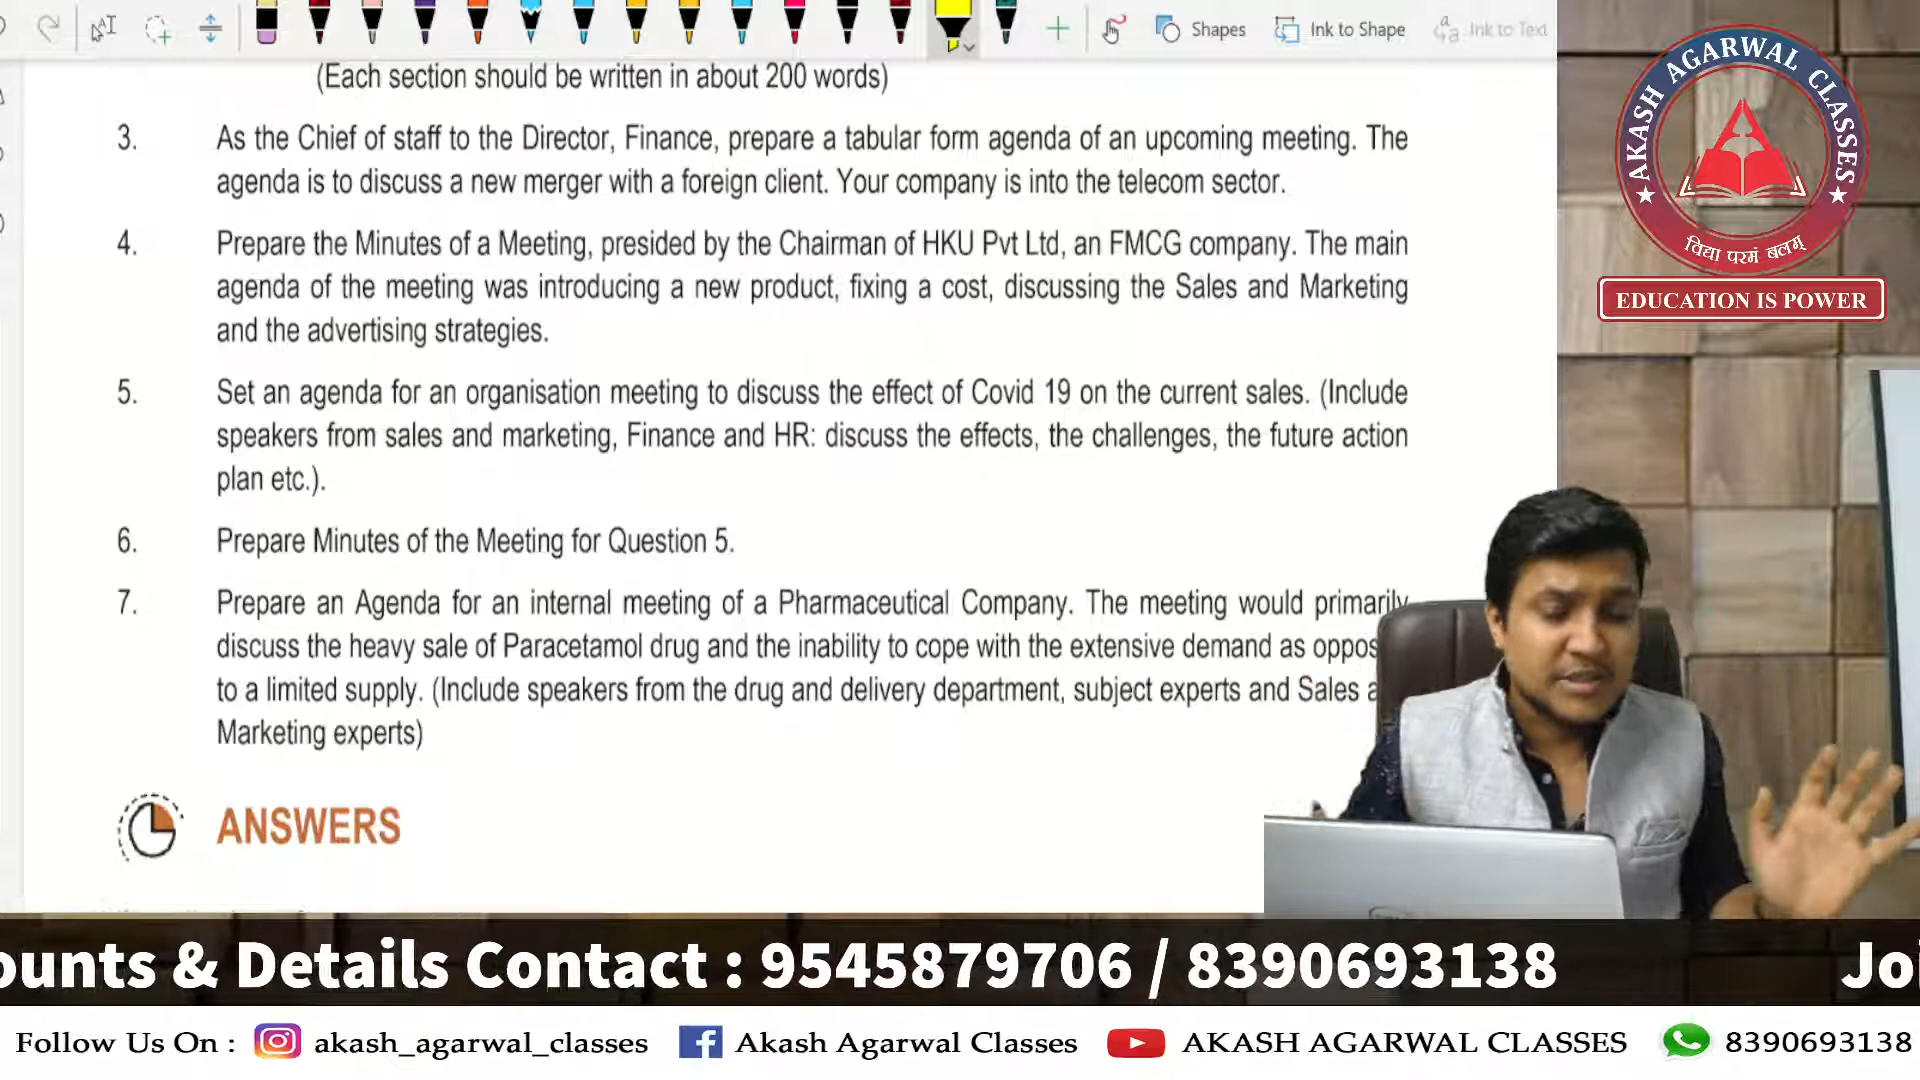 Shapes
Ink to Shape
Ink to Text
(Each section should be written in about 200 words)
3. As the Chief of staff to the Director, Finance, prepare a tabular form agenda of an upcoming meeting. The
agenda is to discuss a new merger with a foreign client. Your company is into the telecom sector.
4. Prepare the Minutes of a Meeting, presided by the Chairman of HKU Pvt Ltd, an FMCG company. The main
agenda of the meeting was introducing a new product, fixing a cost, discussing the Sales and Marketing
and the advertising strategies.
5. Set an agenda for an organisation meeting to discuss the effect of Covid 19 on the current sales. (Include
speakers from sales and marketing, Finance and HR: discuss the effects, the challenges, the future action
plan etc.).
6. Prepare Minutes of the Meeting for Question 5.
7. Prepare an Agenda for an internal meeting of a Pharmaceutical Company. The meeting would primarily
discuss the heavy sale of Paracetamol drug and the inability to cope with the extensive demand as oppos
to a limited supply. (Include speakers from the drug and delivery department, subject experts and Sales a
Marketing experts)
ANSWERS
AKASH AGARWAL CLASSES
विद्या परमं बलम्
EDUCATION IS POWER
ounts & Details Contact : 9545879706 / 8390693138 Joi
Follow Us On : akash_agarwal_classes Akash Agarwal Classes AKASH AGARWAL CLASSES 8390693138